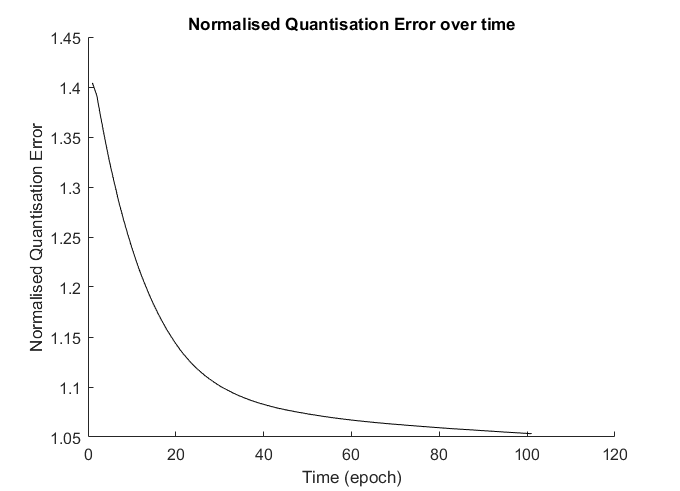 Normalised Quantisation Error over time
1.45
1.4
1.35
1.3
1.25
1.2
1.15
1.1
1.05
Normalised Quantisation Error
0 20 40 60 80 100 120
Time (epoch)